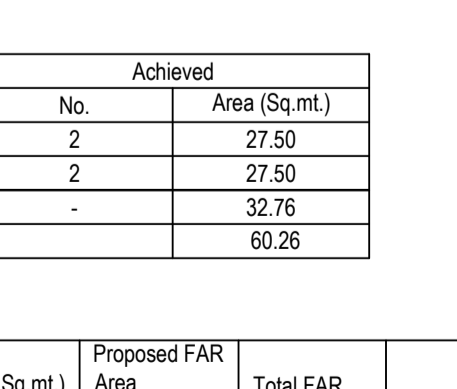 Achieved
No. Area (Sq.mt.)
2 27.50
2 27.50
- 32.76
60.26
Proposed FAR
Sq.mt.) Area Total FAR